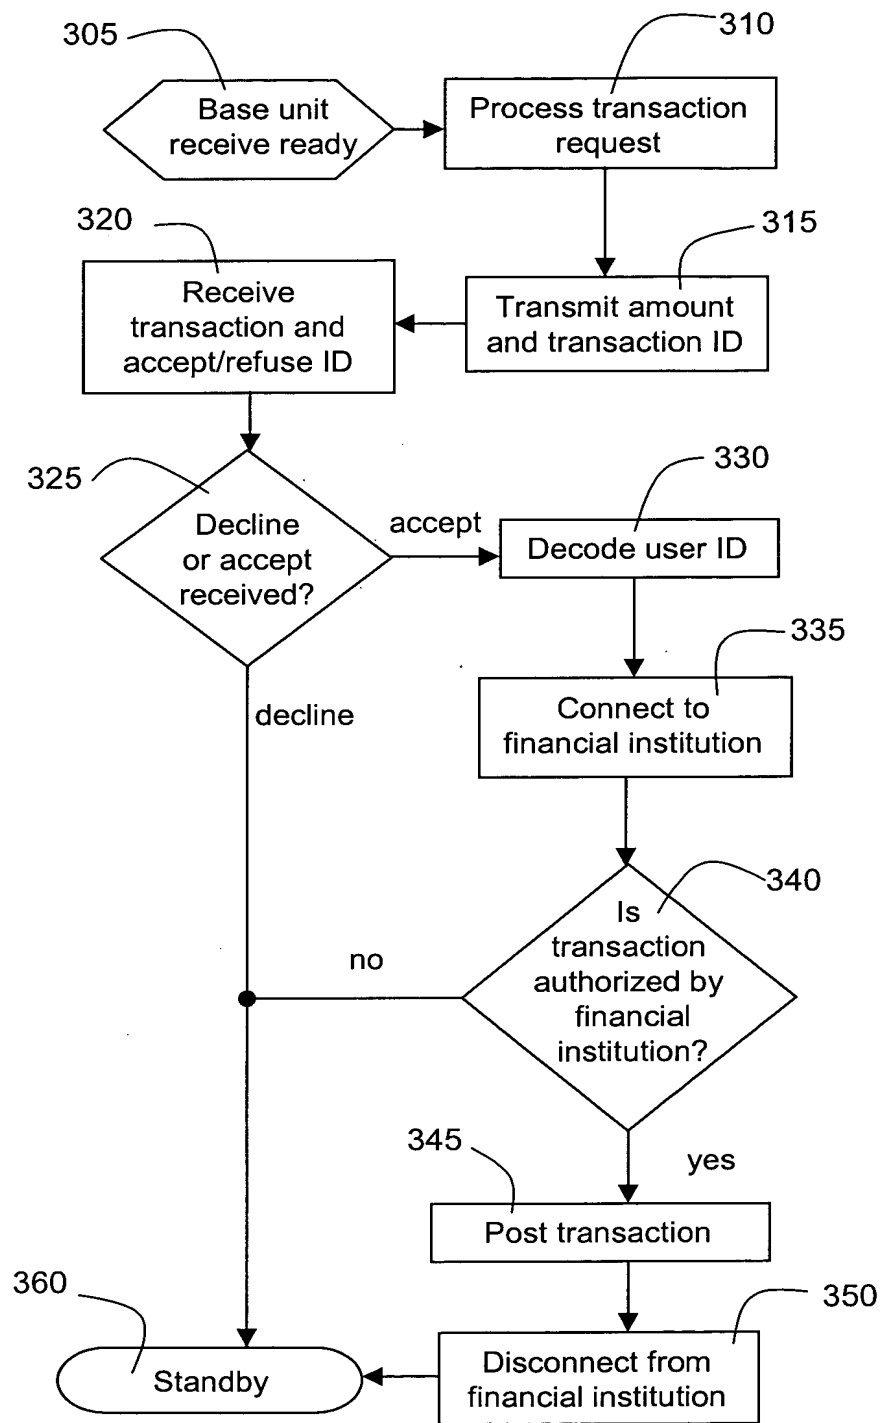 305
310
Base unit
receive ready
Process transaction
request
320
315
Receive
transaction and
accept/refuse ID
Transmit amount
and transaction ID
325
330
Decline
or accept
received?
accept
Decode user ID
335
decline
Connect to
financial institution
340
Is
transaction
authorized by
financial
institution?
no
345
yes
Post transaction
360
350
Standby
Disconnect from
financial institution